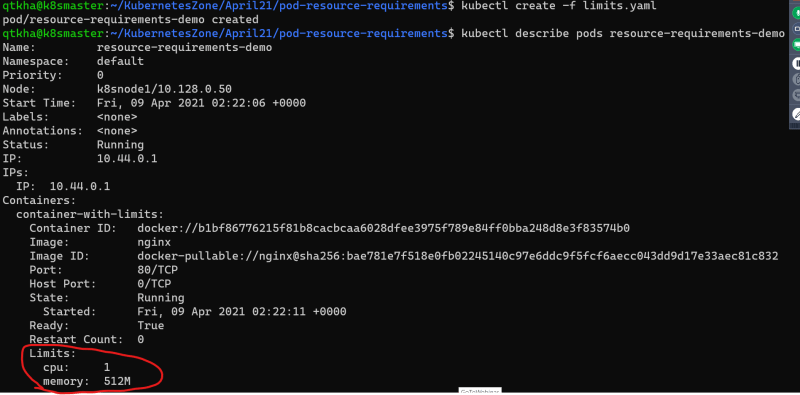 qtkha@k8smaster:~/KubernetesZone/April21/pod-resource-requirements$ kubectl create -f limits.yaml
pod/resource-requirements-demo created
qtkha@k8smaster:~/KubernetesZone/April21/pod-resource-requirements$ kubectl describe pods resource-requirements-demo
Name:         resource-requirements-demo
Namespace:    default
Priority:     0
Node:         k8snode1/10.128.0.50
Start Time:   Fri, 09 Apr 2021 02:22:06 +0000
Labels:       <none>
Annotations:  <none>
Status:       Running
IP:           10.44.0.1
IPs:
  IP:  10.44.0.1
Containers:
  container-with-limits:
    Container ID:   docker://b1bf86776215f81b8cacbcaa6028dfee3975f789e84ff0bba248d8e3f83574b0
    Image:          nginx
    Image ID:       docker-pullable://nginx@sha256:bae781e7f518e0fb02245140c97e6ddc9f5fcf6aecc043dd9d17e33aec81c832
    Port:           80/TCP
    Host Port:      0/TCP
    State:          Running
      Started:      Fri, 09 Apr 2021 02:22:11 +0000
    Ready:          True
    Restart Count:  0
    Limits:
      cpu:     1
      memory:  512M
GoToWebinar